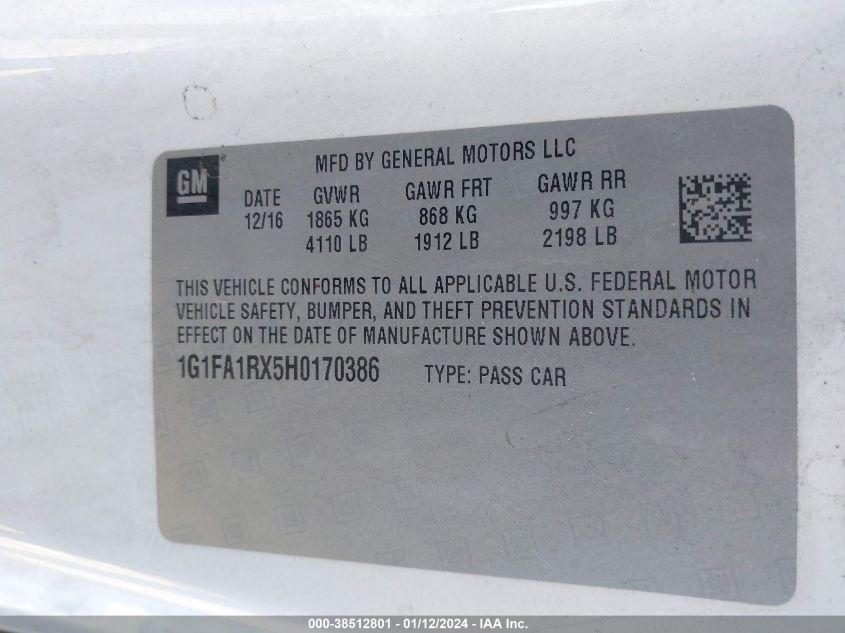 MFD BY GENERAL MOTORS LLC
GM
DATE GVWR GAWR FRT GAWR RR
12/16 1865 KG 868 KG 997 KG
4110 LB 1912 LB 2198 LB
THIS VEHICLE CONFORMS TO ALL APPLICABLE U.S. FEDERAL MOTOR
VEHICLE SAFETY, BUMPER, AND THEFT PREVENTION STANDARDS IN
EFFECT ON THE DATE OF MANUFACTURE SHOWN ABOVE.
1G1FA1RX5H0170386 TYPE: PASS CAR
000-38512801 - 01/12/2024 - IAA Inc.